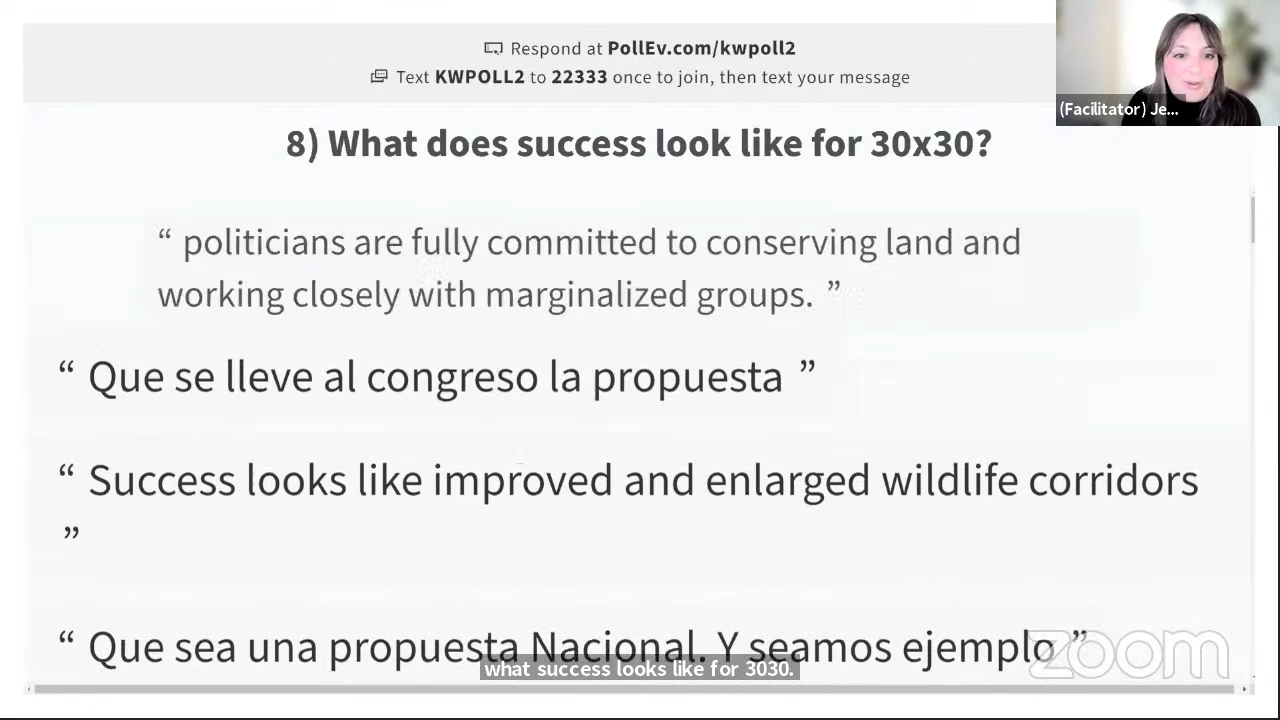 Respond at PollEv.com/kwpoll2
Text KWPOLL2 to 22333 once to join, then text your message
(Facilitator) Je...
8) What does success look like for 30x30?
“ politicians are fully committed to conserving land and
working closely with marginalized groups. ”
“ Que se lleve al congreso la propuesta ”
“ Success looks like improved and enlarged wildlife corridors
”
“ Que sea una propuesta Nacional. Y seamos ejemplo ”
what success looks like for 3030.
zoom